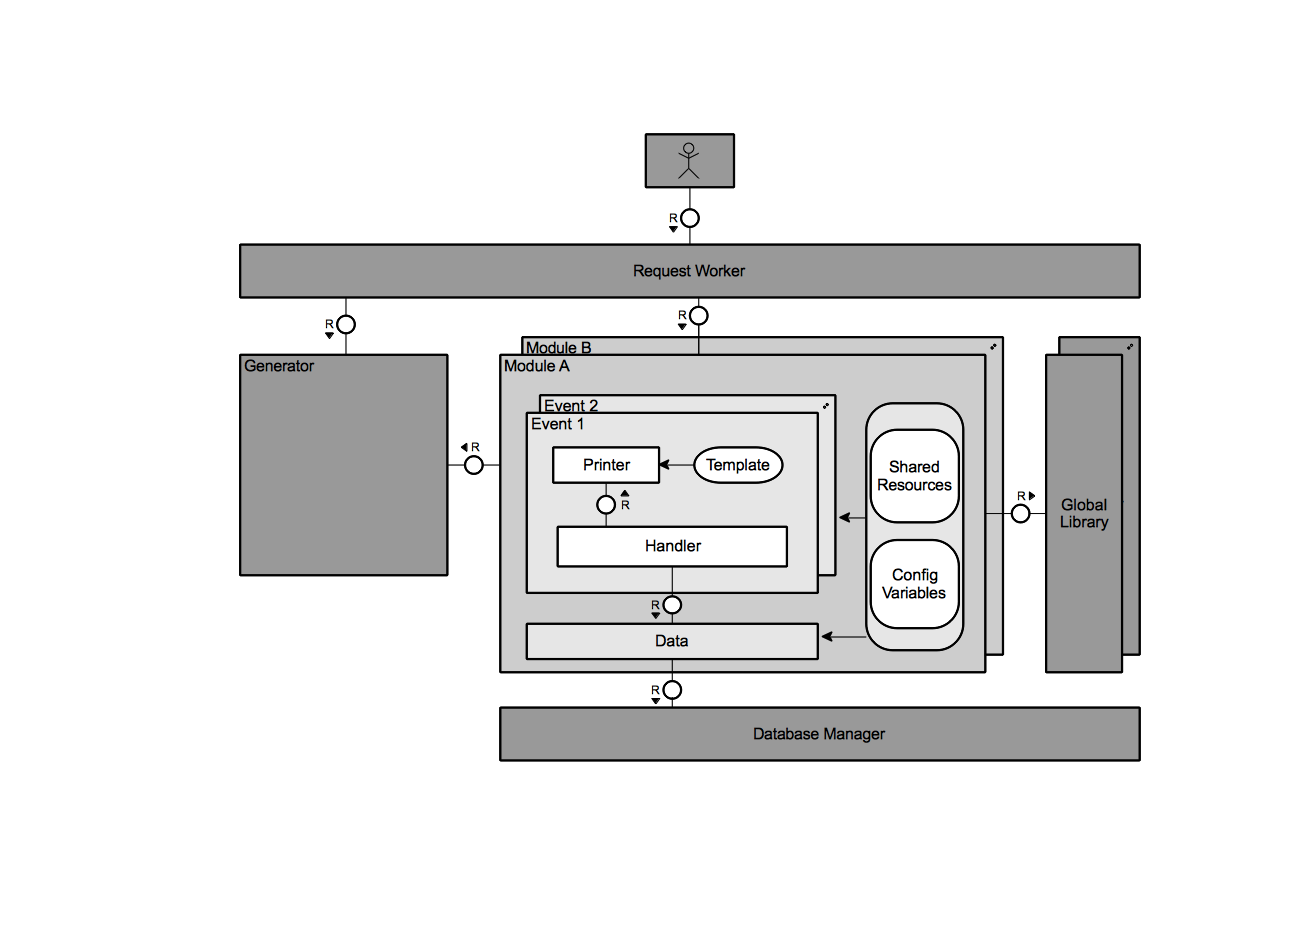 R
Request Worker
R
R
Module B
Generator
Module A
Event 2
Event 1
R
Printer
Template
Shared
Resources
R
R
Global
Library
Handler
Config
Variables
R
Data
R
Database Manager